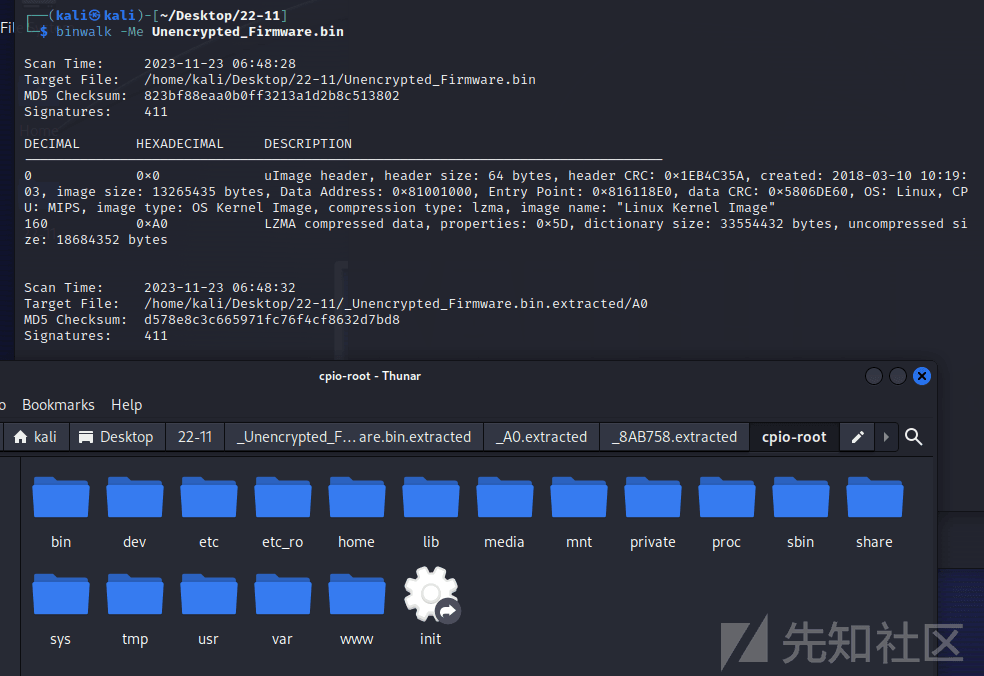 ┌──(kali㉿kali)-[~/Desktop/22-11]
File
└─$ binwalk -Me Unencrypted_Firmware.bin
Scan Time:     2023-11-23 06:48:28
Target File:   /home/kali/Desktop/22-11/Unencrypted_Firmware.bin
MD5 Checksum:  823bf88eaa0b0ff3213a1d2b8c513802
Signatures:    411
Home
DECIMAL       HEXADECIMAL     DESCRIPTION
0             0×0             uImage header, header size: 64 bytes, header CRC: 0×1EB4C35A, created: 2018-03-10 10:19:
03, image size: 13265435 bytes, Data Address: 0×81001000, Entry Point: 0×816118E0, data CRC: 0×5806DE60, OS: Linux, CP
U: MIPS, image type: OS Kernel Image, compression type: lzma, image name: "Linux Kernel Image"
160           0×A0            LZMA compressed data, properties: 0×5D, dictionary size: 33554432 bytes, uncompressed si
ze: 18684352 bytes
Scan Time:     2023-11-23 06:48:32
Target File:   /home/kali/Desktop/22-11/_Unencrypted_Firmware.bin.extracted/A0
MD5 Checksum:  d578e8c3c665971fc76f4cf8632d7bd8
Signatures:    411
cpio-root - Thunar
o Bookmarks Help
kali Desktop 22-11 _Unencrypted_F...are.bin.extracted _A0.extracted _8AB758.extracted cpio-root
bin dev etc etc_ro home lib media mnt private proc sbin share
sys tmp usr var www init
先知社区